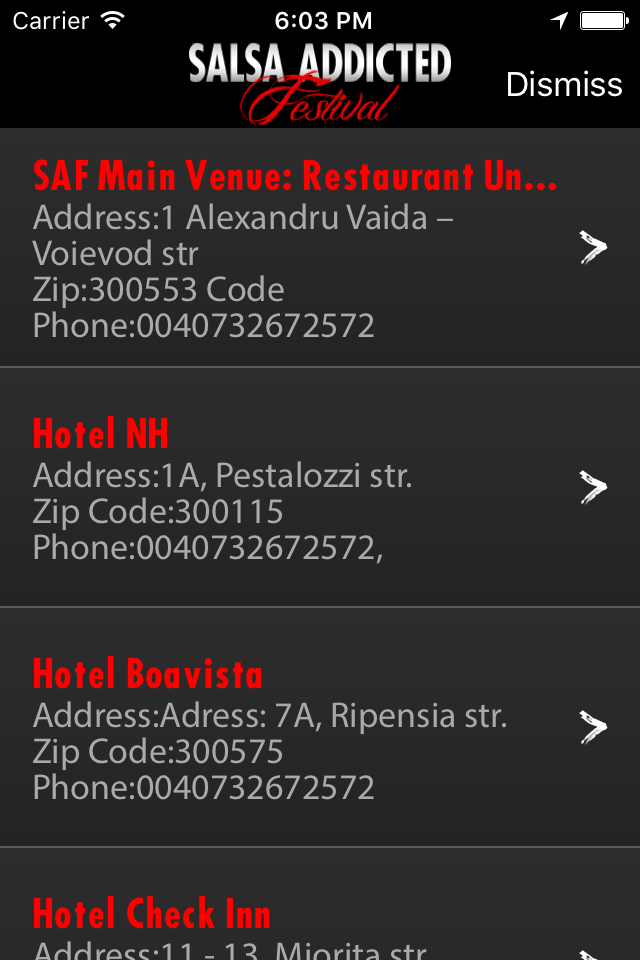 Carrier 6:03 PM
SALSA ADDICTED
Festival
Dismiss
SAF Main Venue: Restaurant Un...
Address:1 Alexandru Vaida –
Voievod str
Zip:300553 Code
Phone:0040732672572
Hotel NH
Address:1A, Pestalozzi str.
Zip Code:300115
Phone:0040732672572,
Hotel Boavista
Address:Adress: 7A, Ripensia str.
Zip Code:300575
Phone:0040732672572
Hotel Check Inn
Address:11 - 13, Miorita str.